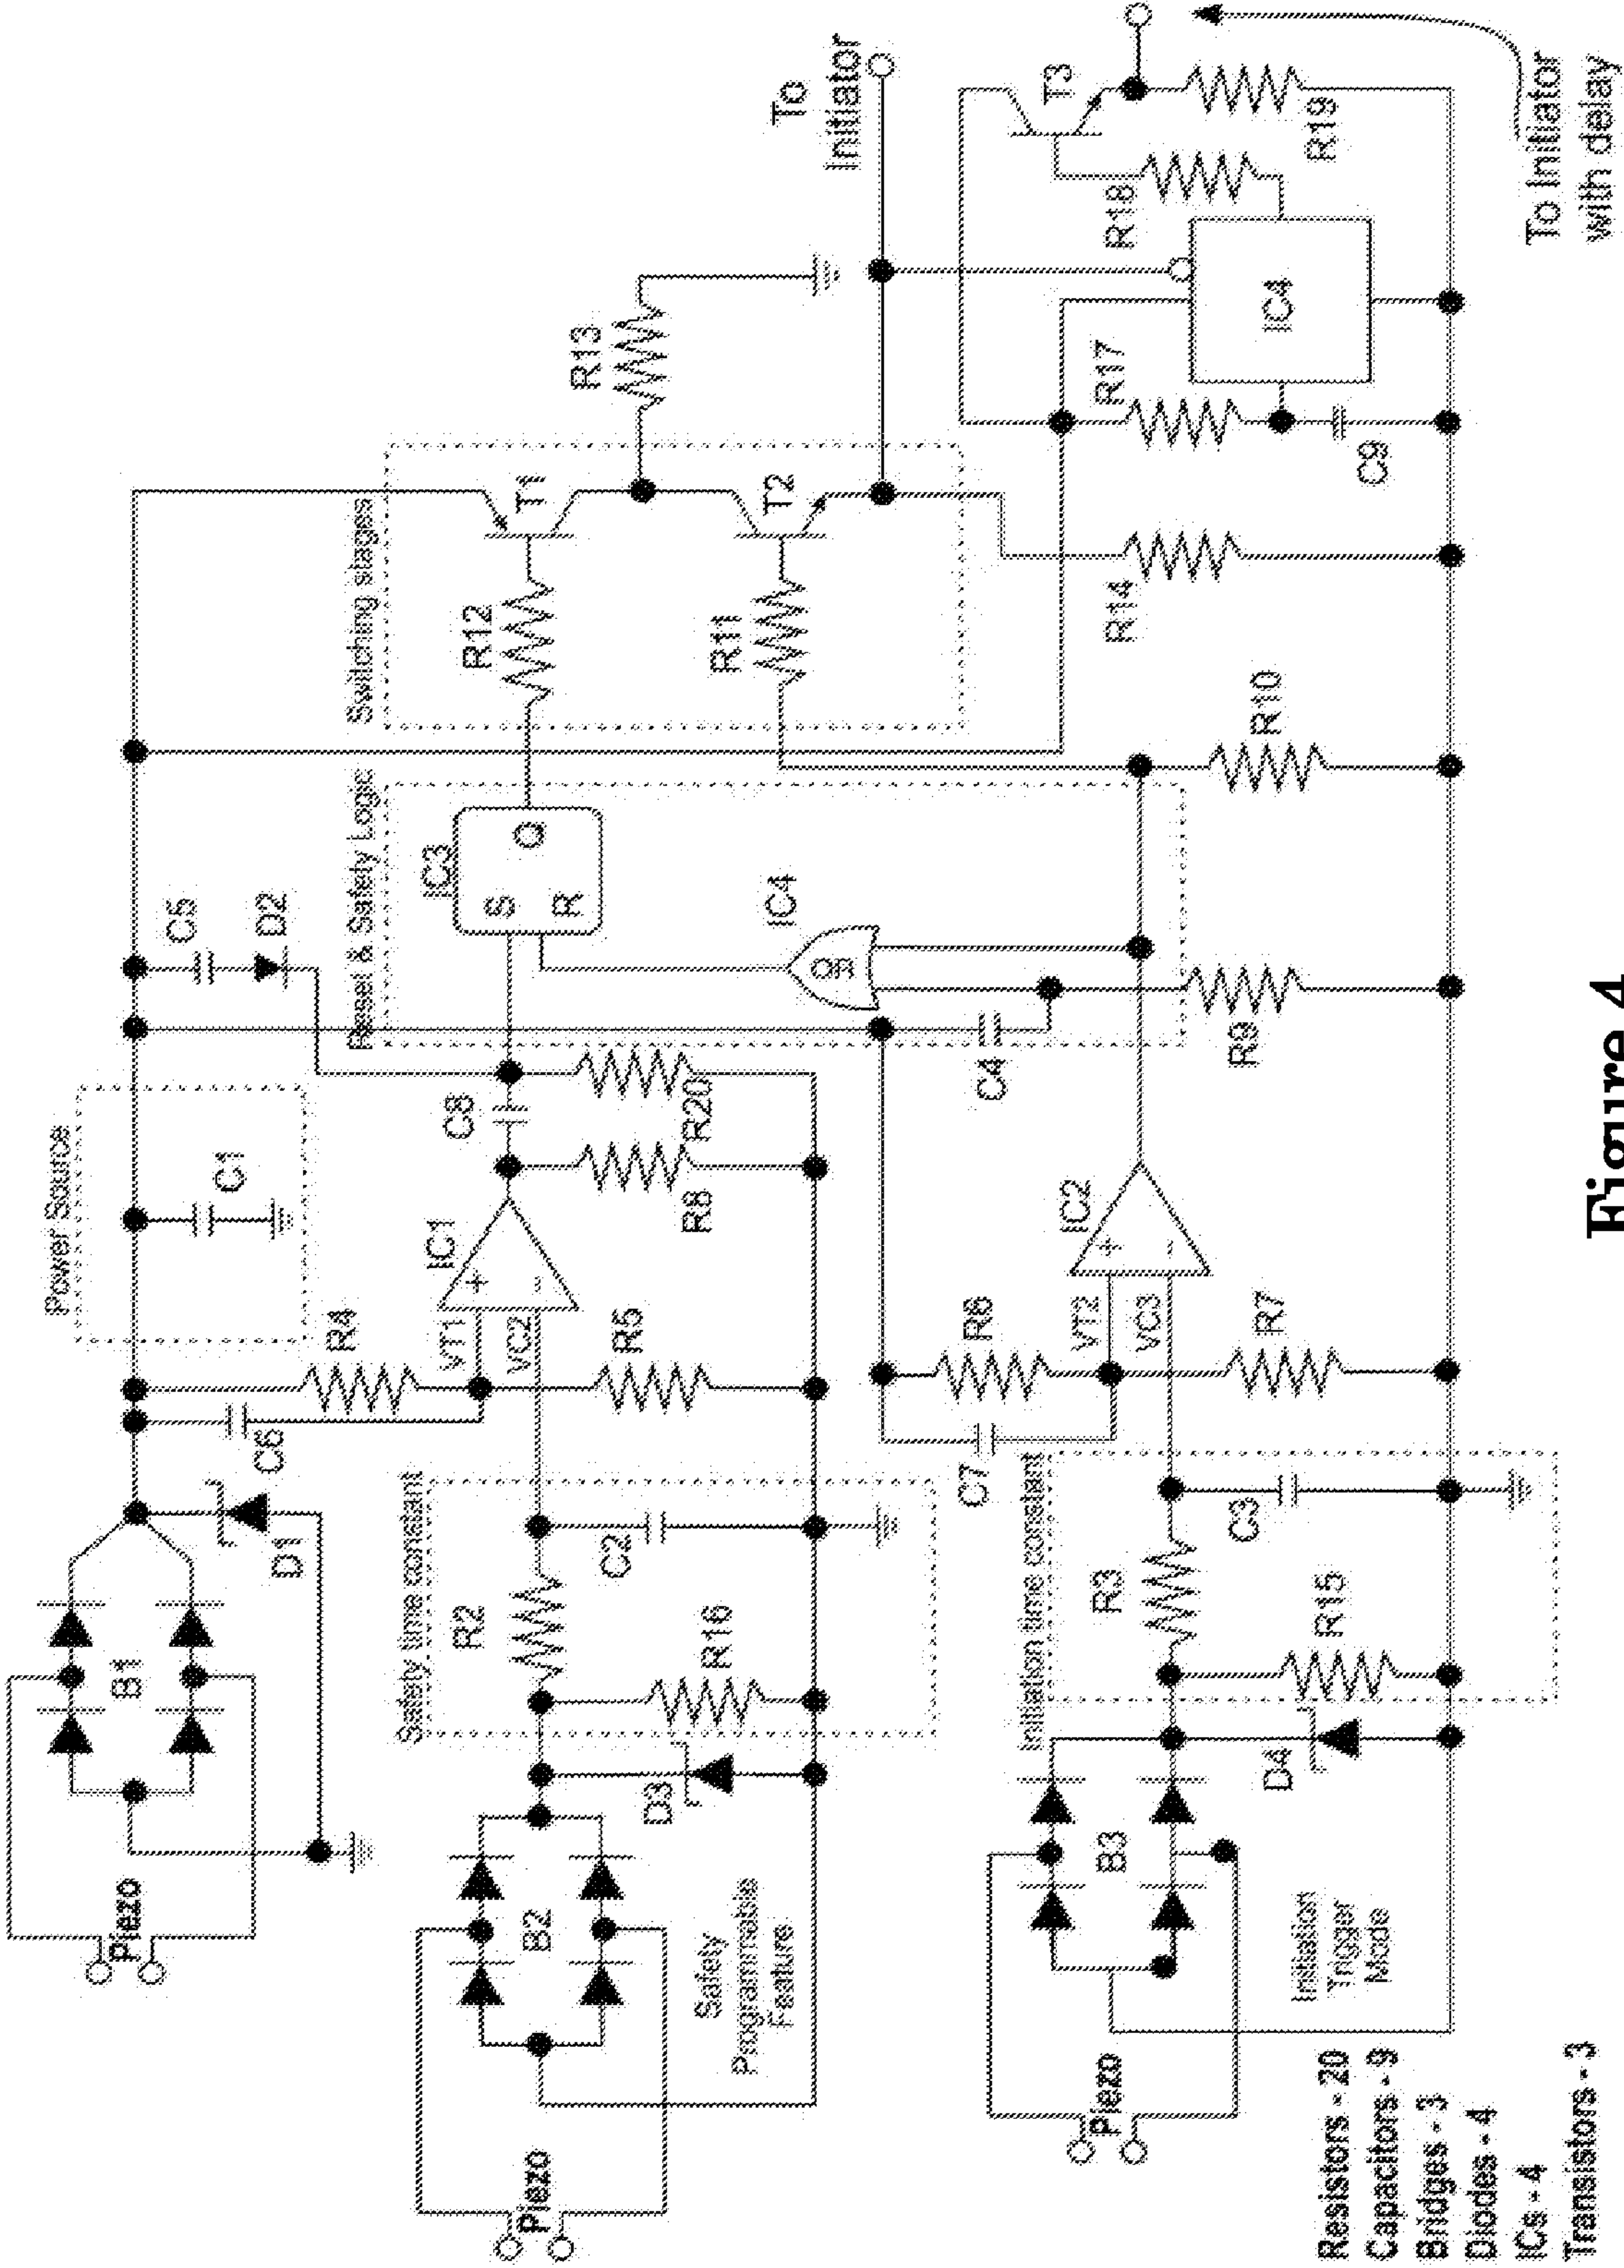 Piezo
B1
D1
C6
R4
Power Source
C1
C5
D2
Piezo
B2
Safety
Programmable
Feature
D3
Safety time constant
R2
R16
C2
VT1
VC2
IC1
+
-
R5
C8
R8
R20
Reset & Safety Logic
IC3
S
R
Q
IC4
OR
C4
R9
Switching stages
R12
T1
R11
T2
R13
To
Initiator
Piezo
B3
Initiation
Trigger
Mode
D4
Initiation time constant
R3
R15
C3
C7
R6
VT2
VC3
R7
IC2
+
-
R10
R14
R17
C9
IC4
R18
T3
R19
To Initiator
with delay
Resistors - 20
Capacitors - 9
Bridges - 3
Diodes - 4
ICs - 4
Transistors - 3
Figure 4